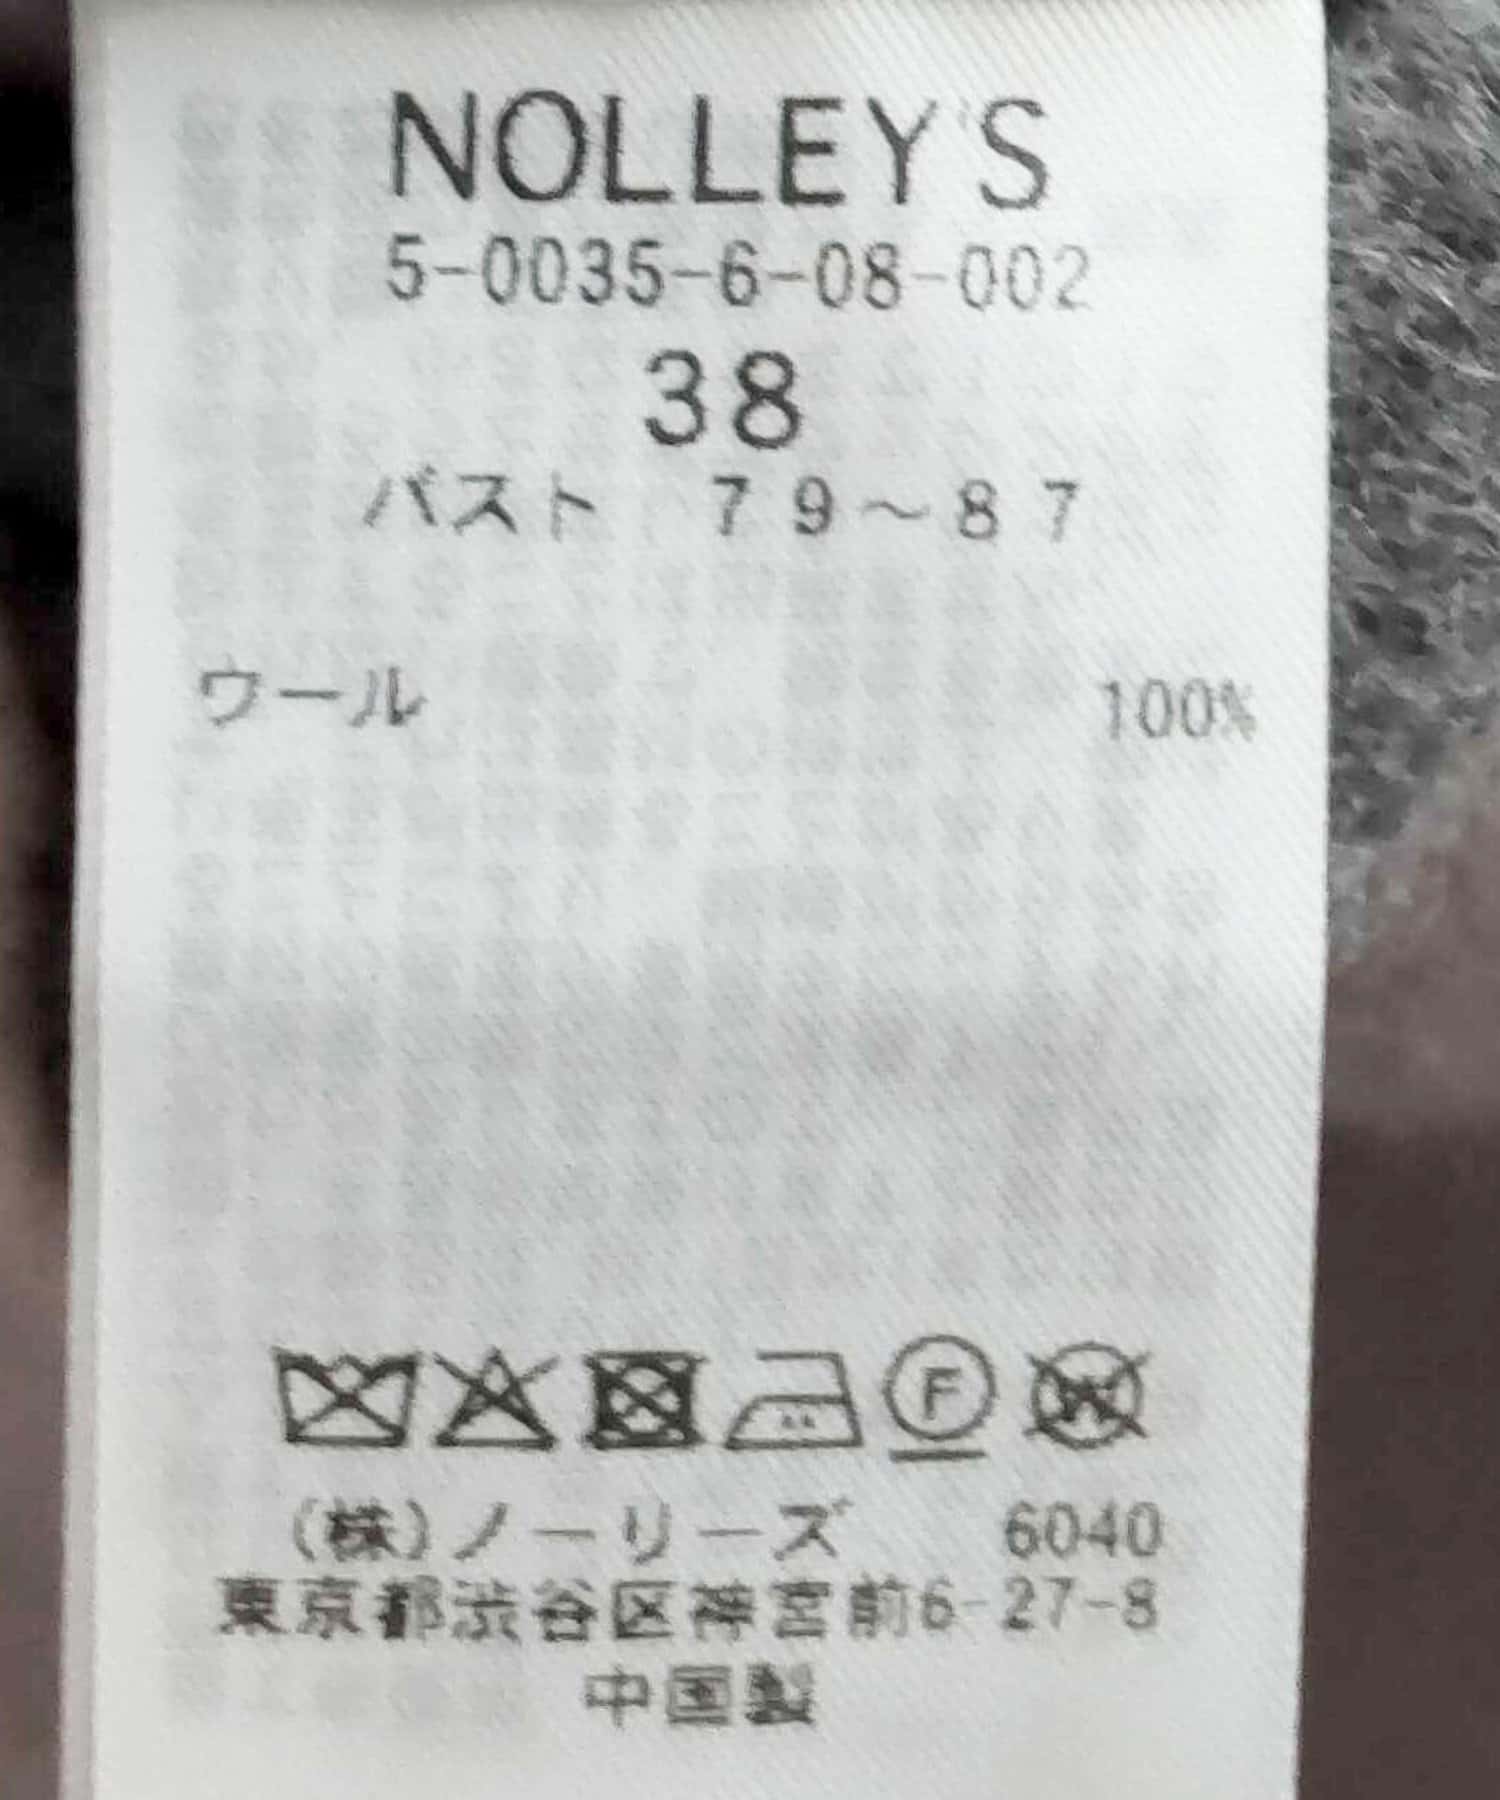 NOLLEY'S
5-0035-6-08-002
38
バスト 79～87
ウール 100%
F
W
(株)ノーリーズ 6040
東京都渋谷区神宮前6-27-8
中国製